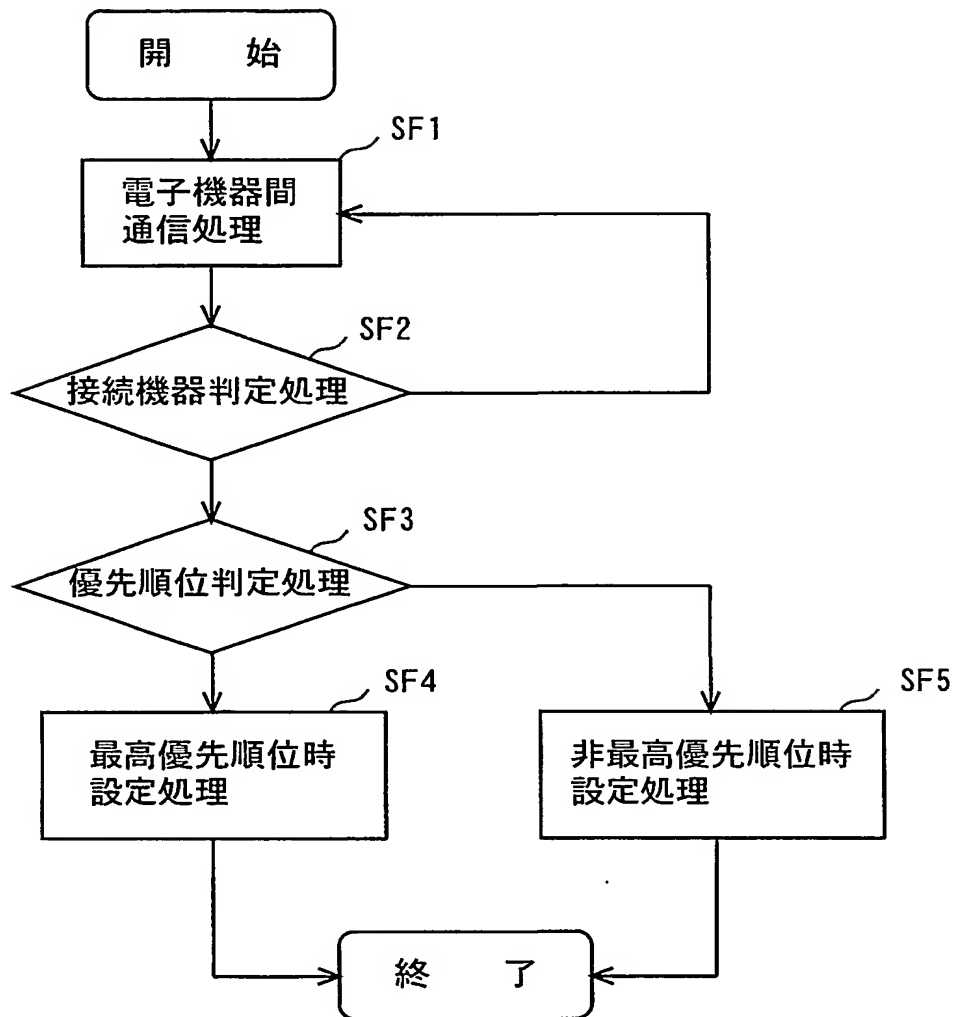 開 始
SF1
電子機器間
通信処理
SF2
接続機器判定処理
SF3
優先順位判定処理
SF4
最高優先順位時
設定処理
SF5
非最高優先順位時
設定処理
終 了